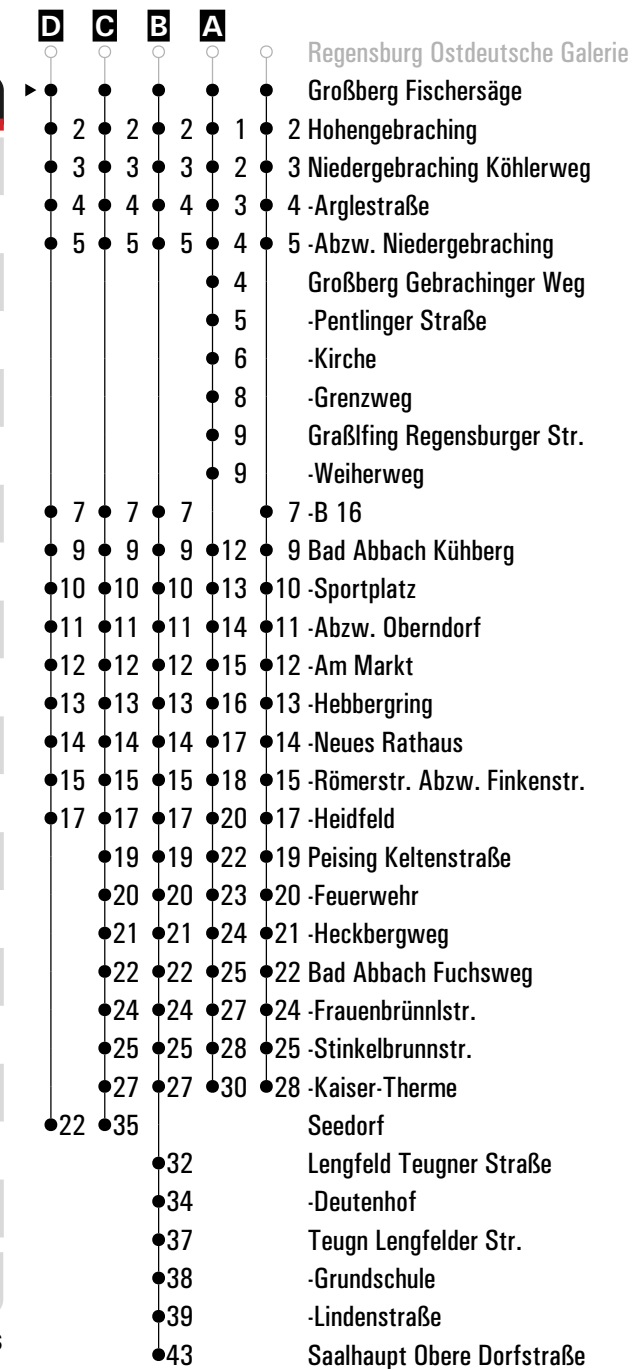 D C B A
Regensburg Ostdeutsche Galerie
Großberg Fischersäge
2 2 2 1 2 Hohengebraching
3 3 3 2 3 Niedergebraching Köhlerweg
4 4 4 3 4 -Arglestraße
5 5 5 4 5 -Abzw. Niedergebraching
4 Großberg Gebrachinger Weg
5 -Pentlinger Straße
6 -Kirche
8 -Grenzweg
9 Graßlfing Regensburger Str.
9 -Weiherweg
7 7 7 7 -B 16
9 9 9 12 9 Bad Abbach Kühberg
10 10 10 13 10 -Sportplatz
11 11 11 14 11 -Abzw. Oberndorf
12 12 12 15 12 -Am Markt
13 13 13 16 13 -Hebbergring
14 14 14 17 14 -Neues Rathaus
15 15 15 18 15 -Römerstr. Abzw. Finkenstr.
17 17 17 20 17 -Heidfeld
19 19 22 19 Peising Keltenstraße
20 20 23 20 -Feuerwehr
21 21 24 21 -Heckbergweg
22 22 25 22 Bad Abbach Fuchsweg
24 24 27 24 -Frauenbrünnlstr.
25 25 28 25 -Stinkelbrunnstr.
27 27 30 28 -Kaiser-Therme
22 35 Seedorf
32 Lengfeld Teugner Straße
34 -Deutenhof
37 Teugn Lengfelder Str.
38 -Grundschule
39 -Lindenstraße
43 Saalhaupt Obere Dorfstraße